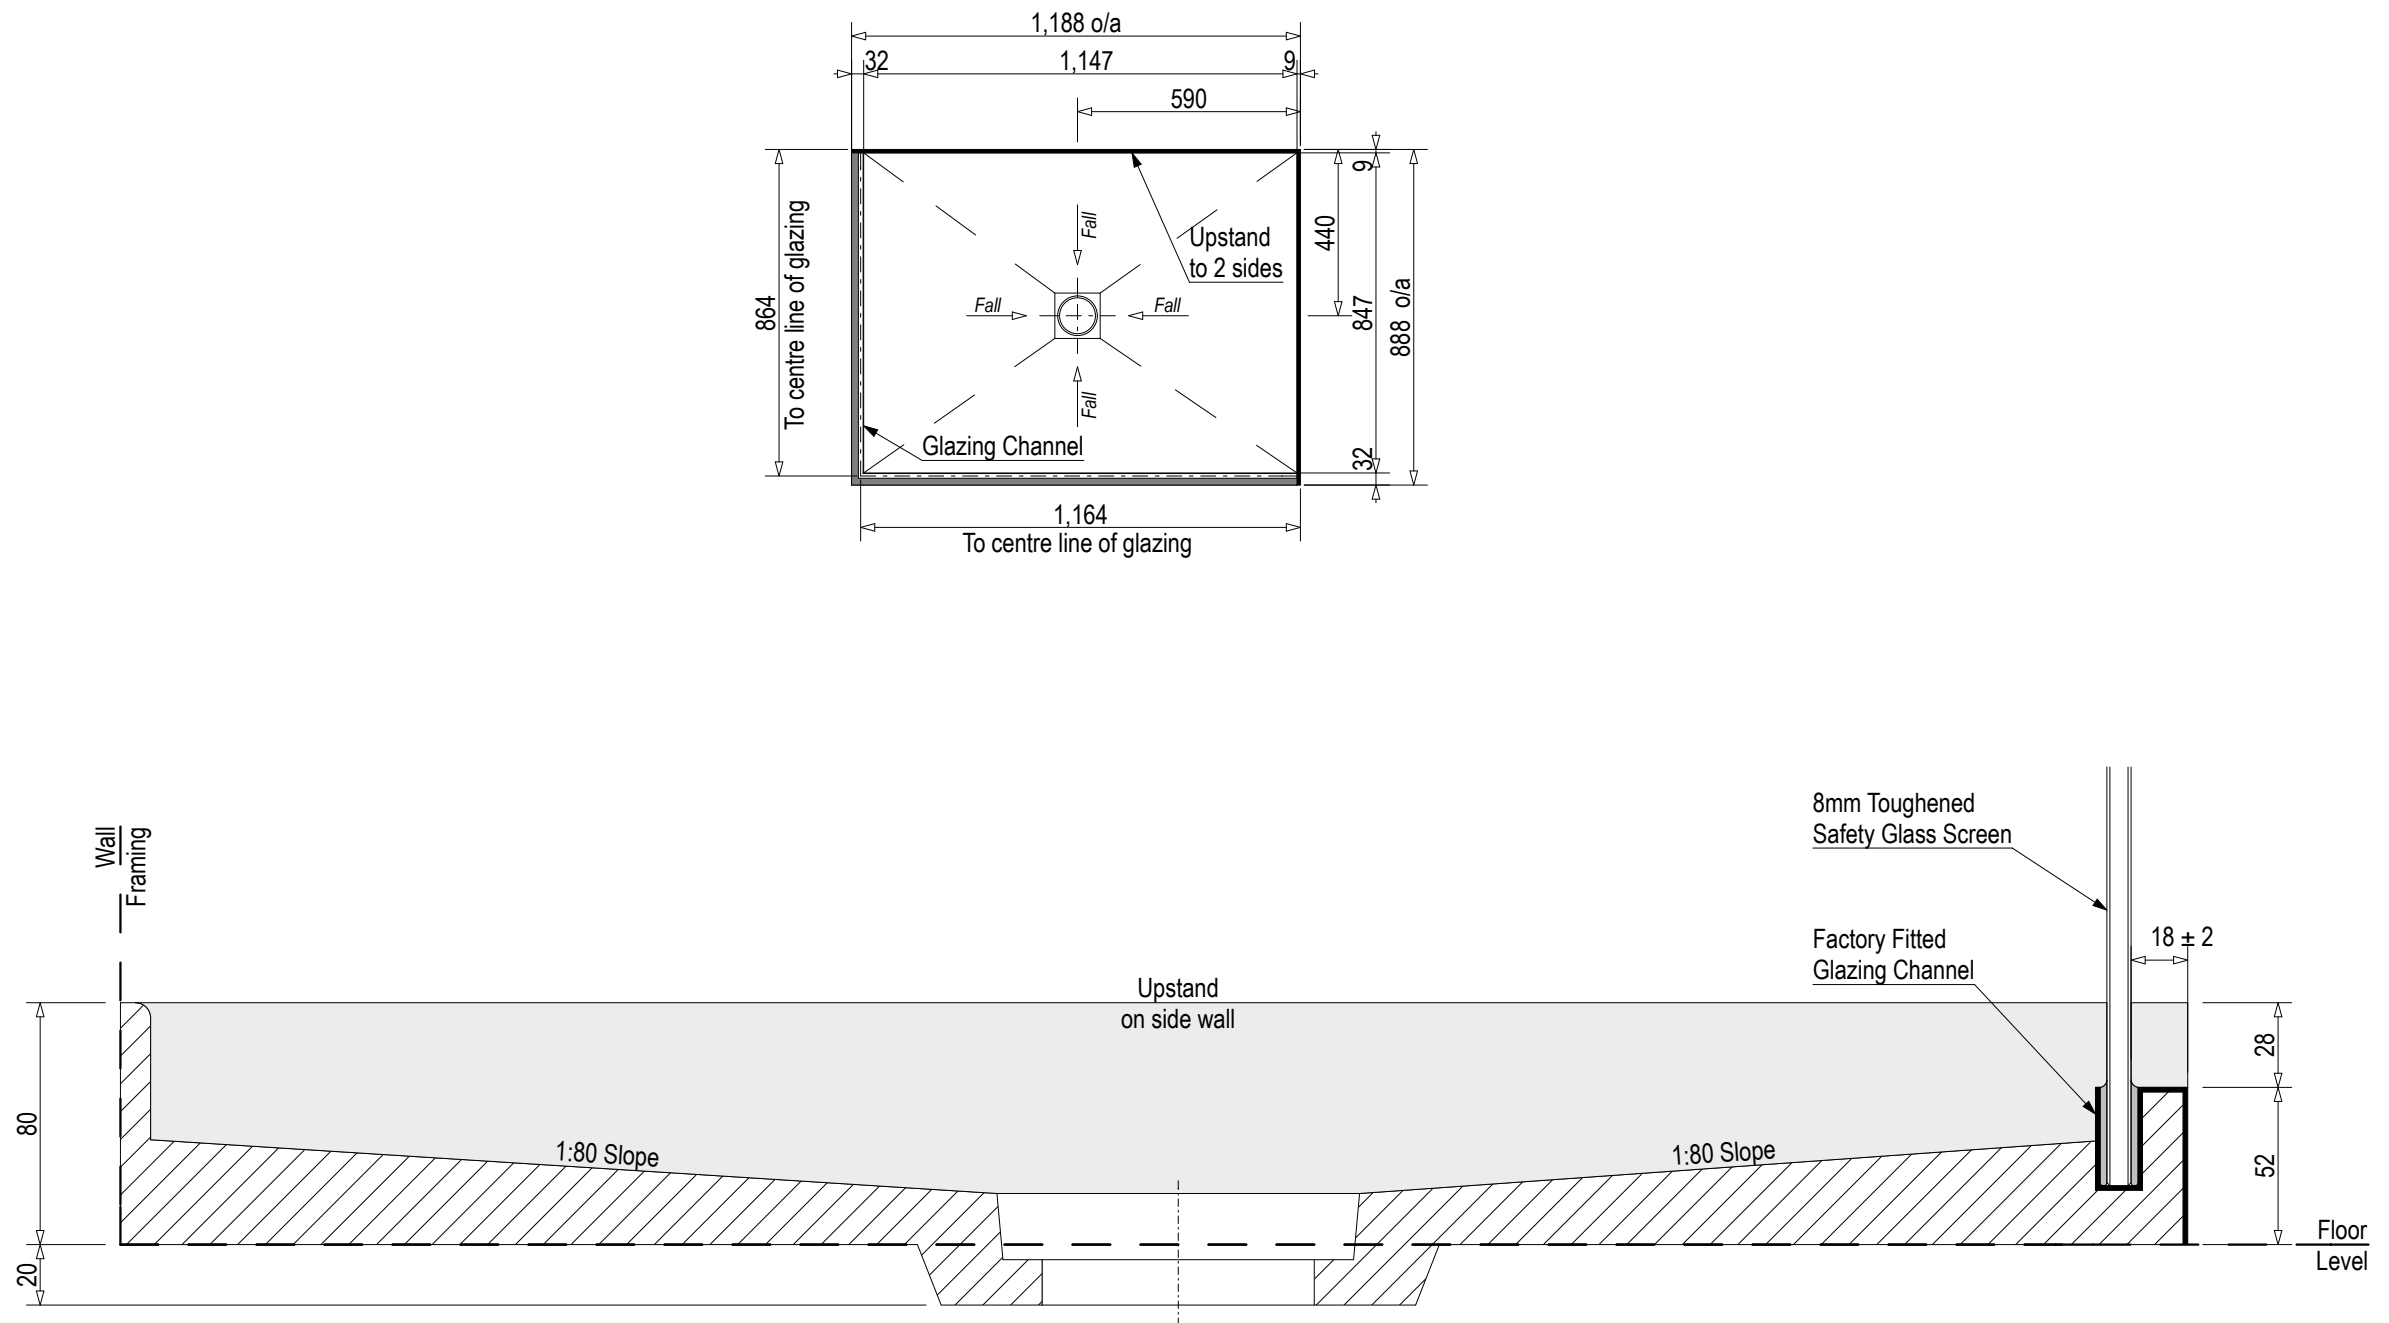 1,188 o/a
32
1,147
9
590
9
440
847
888 o/a
32
864
To centre line of glazing
Fall
Fall
Fall
Fall
Upstand
to 2 sides
Glazing Channel
1,164
To centre line of glazing
8mm Toughened
Safety Glass Screen
Wall
Framing
Factory Fitted
Glazing Channel
18 ± 2
Upstand
on side wall
28
80
1:80 Slope
1:80 Slope
52
20
Floor
Level